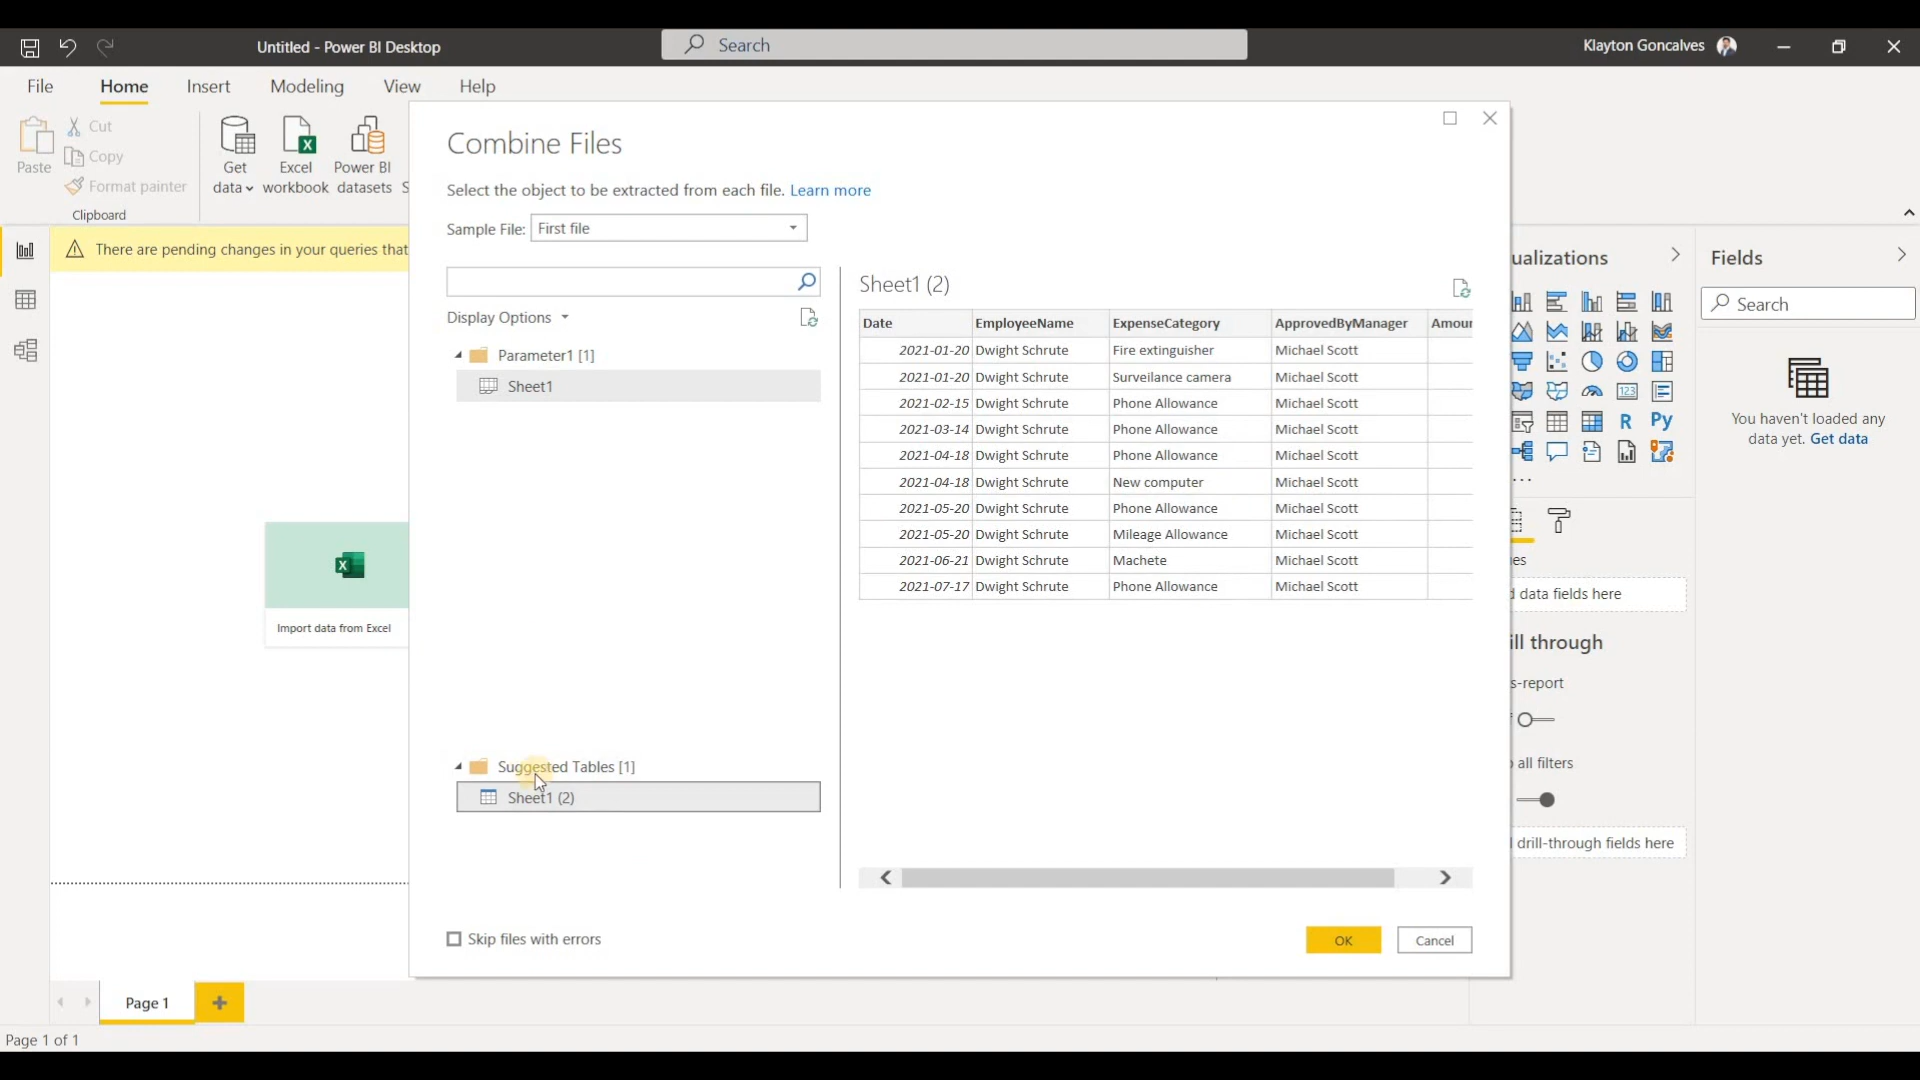 Untitled - Power BI Desktop
Search
Klayton Goncalves
File Home Insert Modeling View Help
Paste
Cut
Copy
Format painter
Clipboard
Get data
Excel workbook
Power BI datasets
There are pending changes in your queries that
Import data from Excel
Combine Files
Select the object to be extracted from each file. Learn more
Sample File: First file
Display Options
Parameter1 [1]
Sheet1
Suggested Tables [1]
Sheet1 (2)
Sheet1 (2)
Date EmployeeName ExpenseCategory ApprovedByManager Amour
2021-01-20 Dwight Schrute Fire extinguisher Michael Scott
2021-01-20 Dwight Schrute Surveilance camera Michael Scott
2021-02-15 Dwight Schrute Phone Allowance Michael Scott
2021-03-14 Dwight Schrute Phone Allowance Michael Scott
2021-04-18 Dwight Schrute Phone Allowance Michael Scott
2021-04-18 Dwight Schrute New computer Michael Scott
2021-05-20 Dwight Schrute Phone Allowance Michael Scott
2021-05-20 Dwight Schrute Mileage Allowance Michael Scott
2021-06-21 Dwight Schrute Machete Michael Scott
2021-07-17 Dwight Schrute Phone Allowance Michael Scott
Skip files with errors
OK
Cancel
ualizations
123
R Py
es
d data fields here
ill through
s-report
all filters
drill-through fields here
Fields
Search
You haven't loaded any
data yet. Get data
Page 1
Page 1 of 1